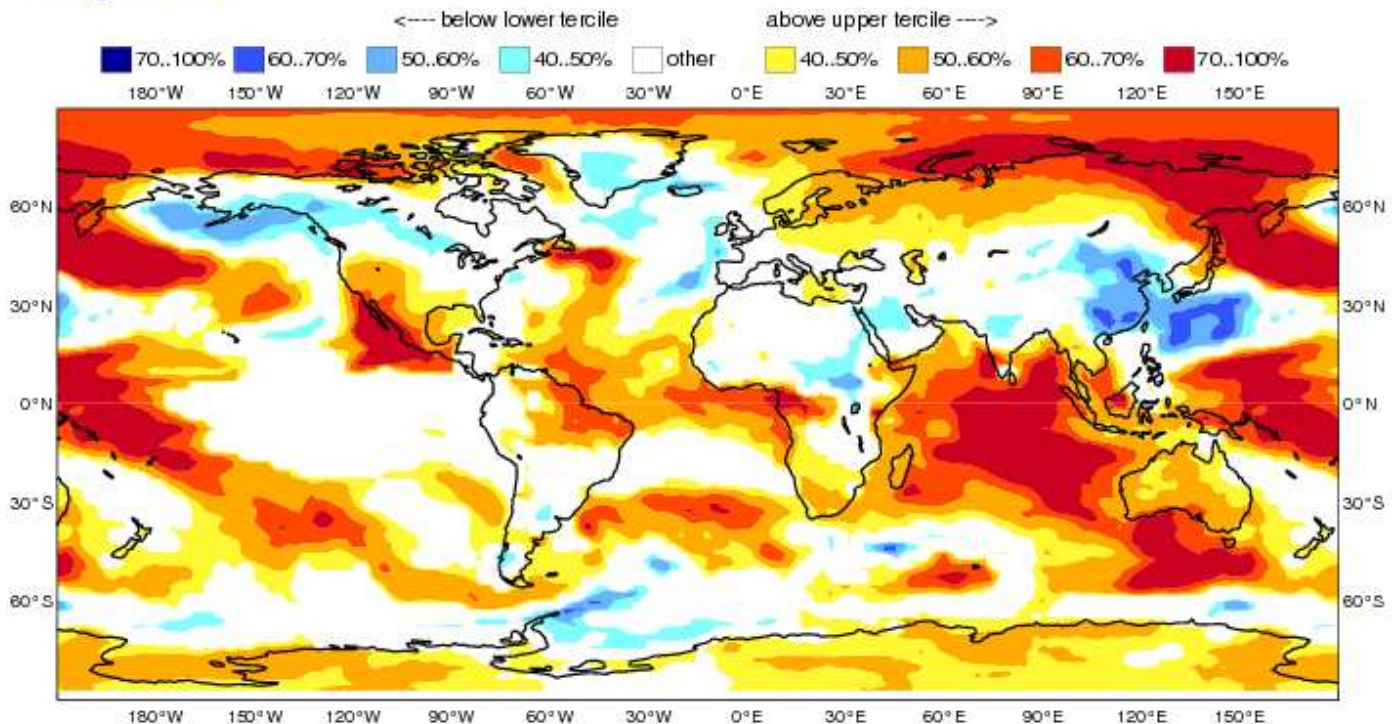 <---- below lower tercile above upper tercile ---->
70..100% 60..70% 50..60% 40..50% other 40..50% 50..60% 60..70% 70..100%
180°W 150°W 120°W 90°W 60°W 30°W 0°E 30°E 60°E 90°E 120°E 150°E
60°N 60°N
30°N 30°N
0°N 0°N
30°S 30°S
60°S 60°S
180°W 150°W 120°W 90°W 60°W 30°W 0°E 30°E 60°E 90°E 120°E 150°E